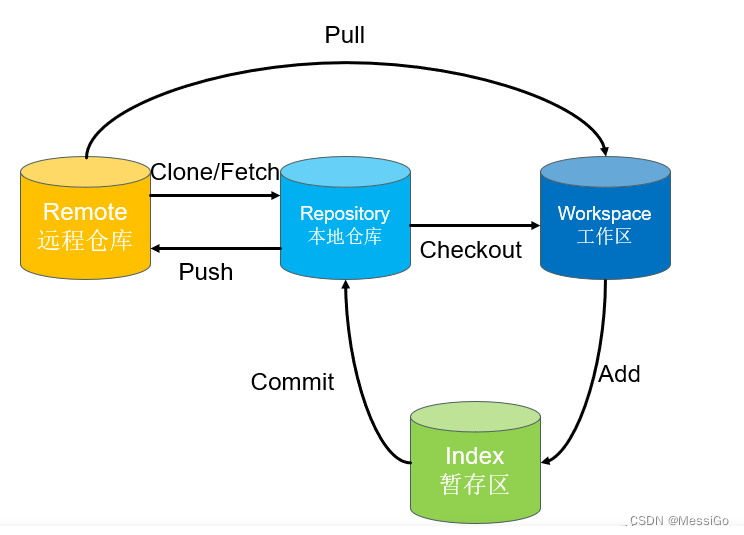 Pull
Clone/Fetch
Remote
远程仓库
Repository
本地仓库
Workspace
工作区
Checkout
Push
Commit
Add
Index
暂存区
CSDN @MessiGo